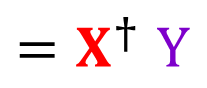 = X† Y